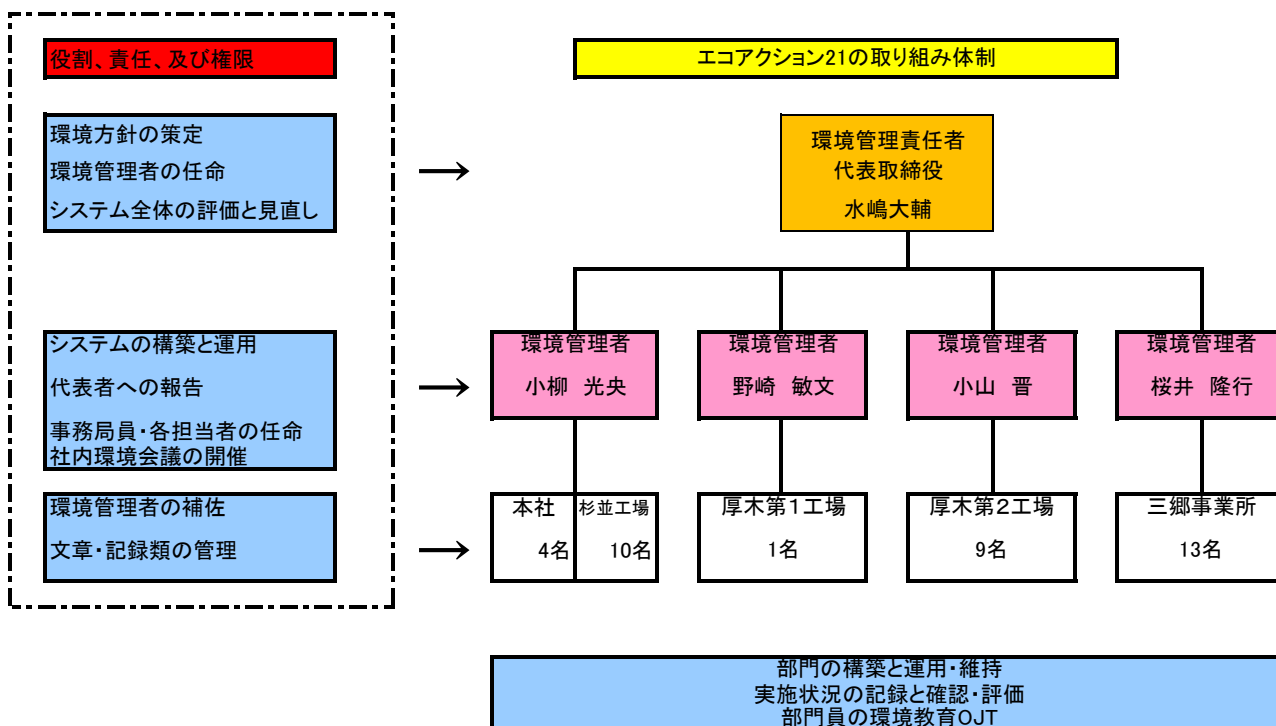 役割、責任、及び権限
エコアクション21の取り組み体制
環境方針の策定
環境管理者の任命
システム全体の評価と見直し
→
環境管理責任者
代表取締役
水嶋大輔
システムの構築と運用
代表者への報告
事務局員・各担当者の任命
社内環境会議の開催
→
環境管理者
小柳　光央
環境管理者
野崎　敏文
環境管理者
小山　晋
環境管理者
桜井　隆行
環境管理者の補佐
文章・記録類の管理
→
本社
4名
杉並工場
10名
厚木第1工場
1名
厚木第2工場
9名
三郷事業所
13名
部門の構築と運用・維持
実施状況の記録と確認・評価
部門員の環境教育OJT